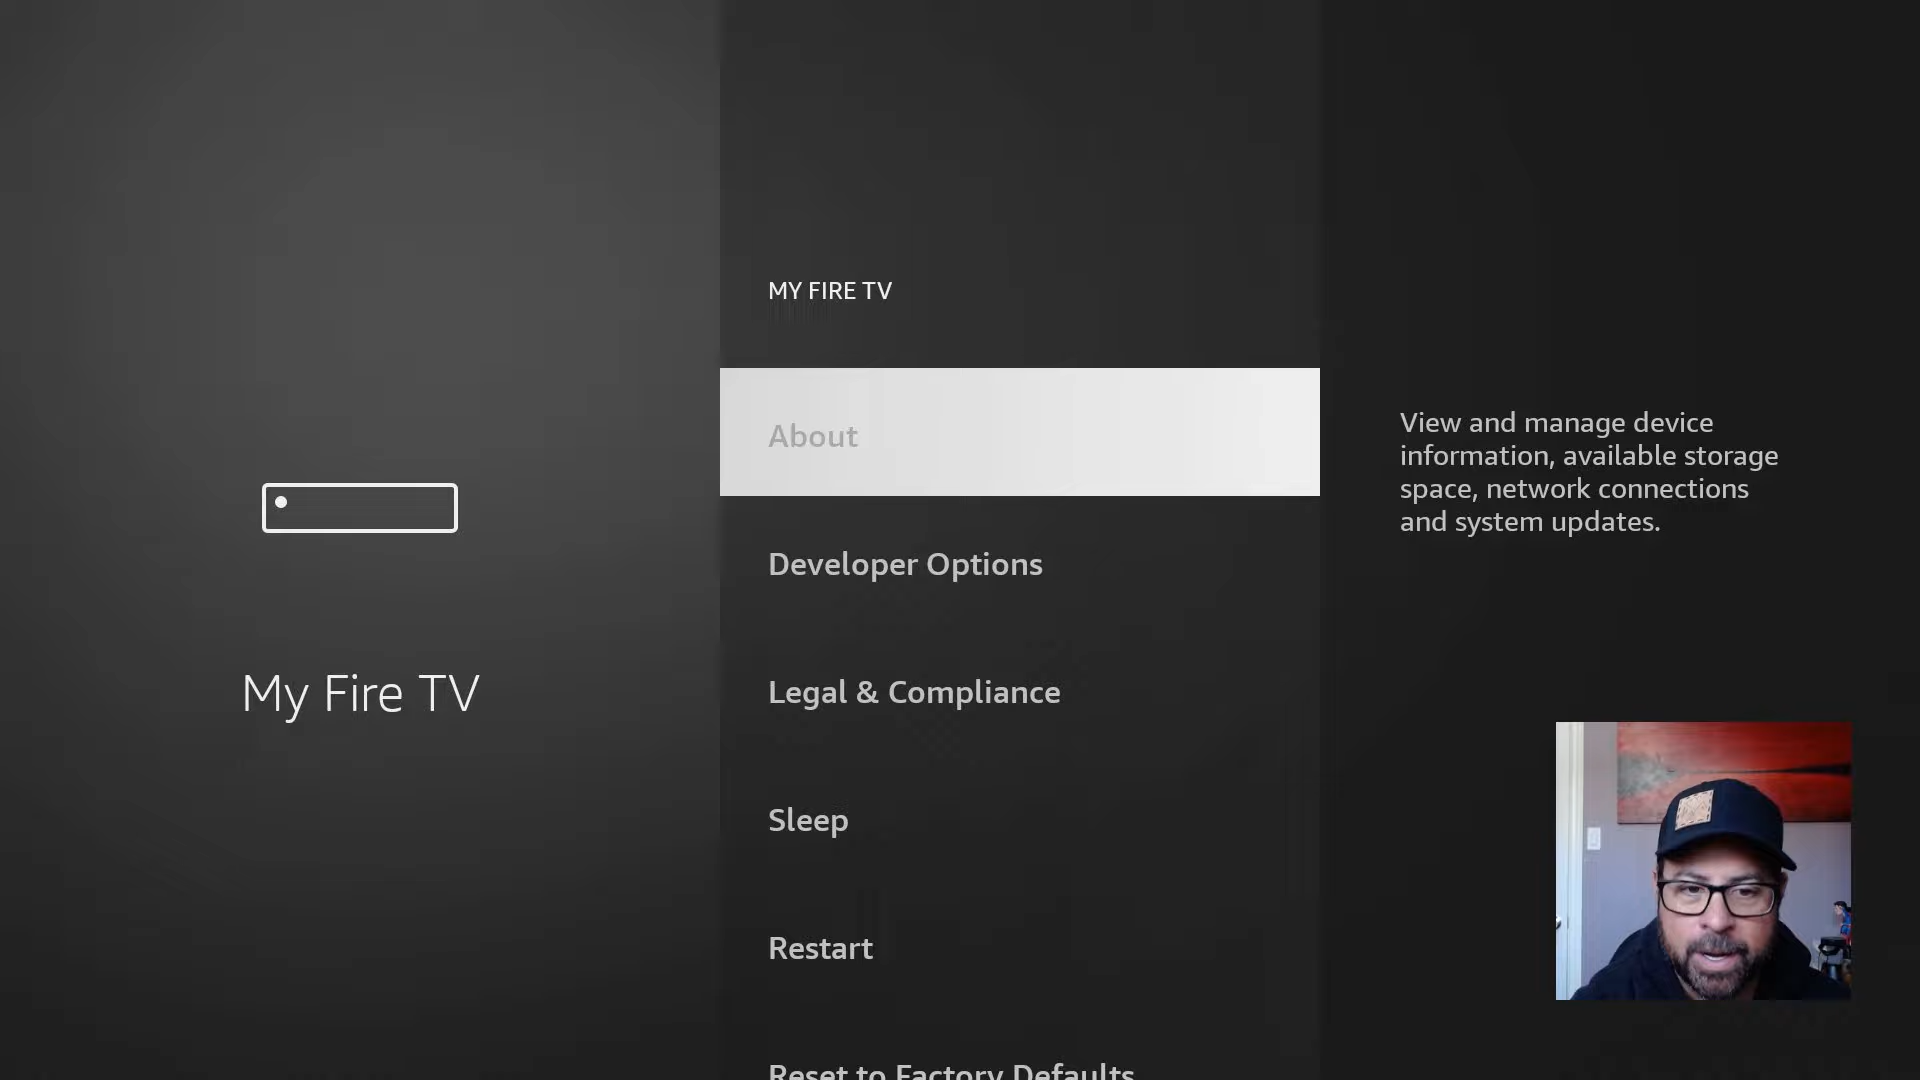 My Fire TV
MY FIRE TV
About
Developer Options
Legal & Compliance
Sleep
Restart
Reset to Factory Defaults
View and manage device
information, available storage
space, network connections
and system updates.